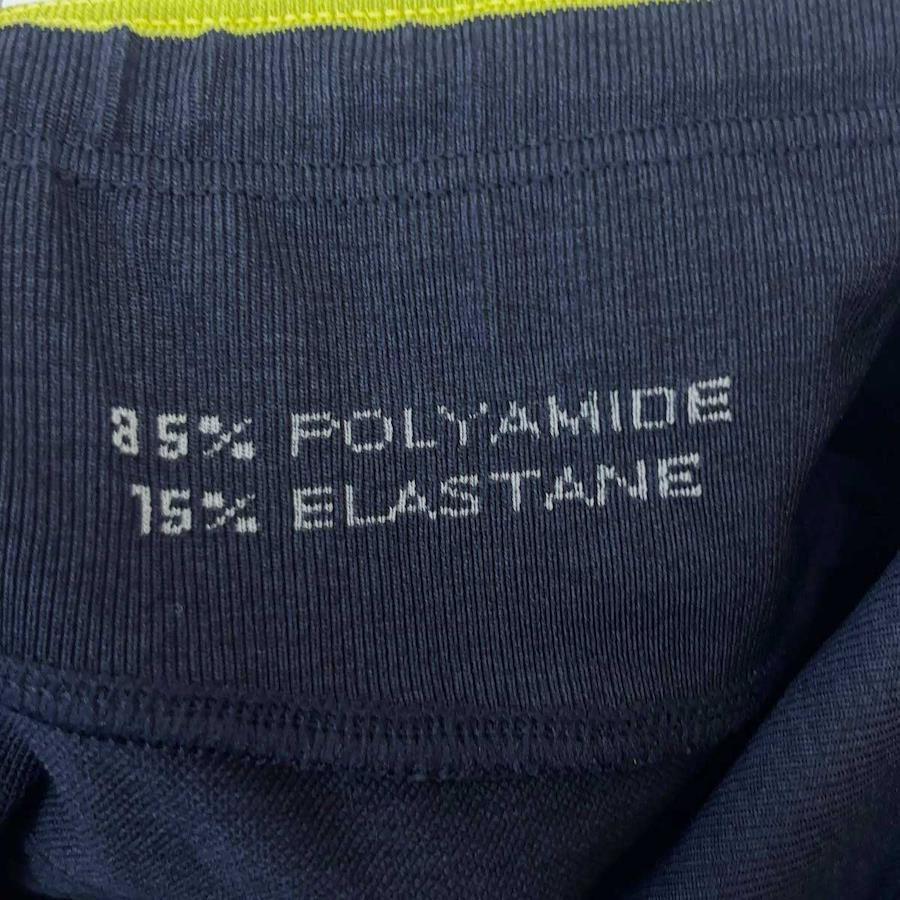 85% POLYAMIDE
15% ELASTANE